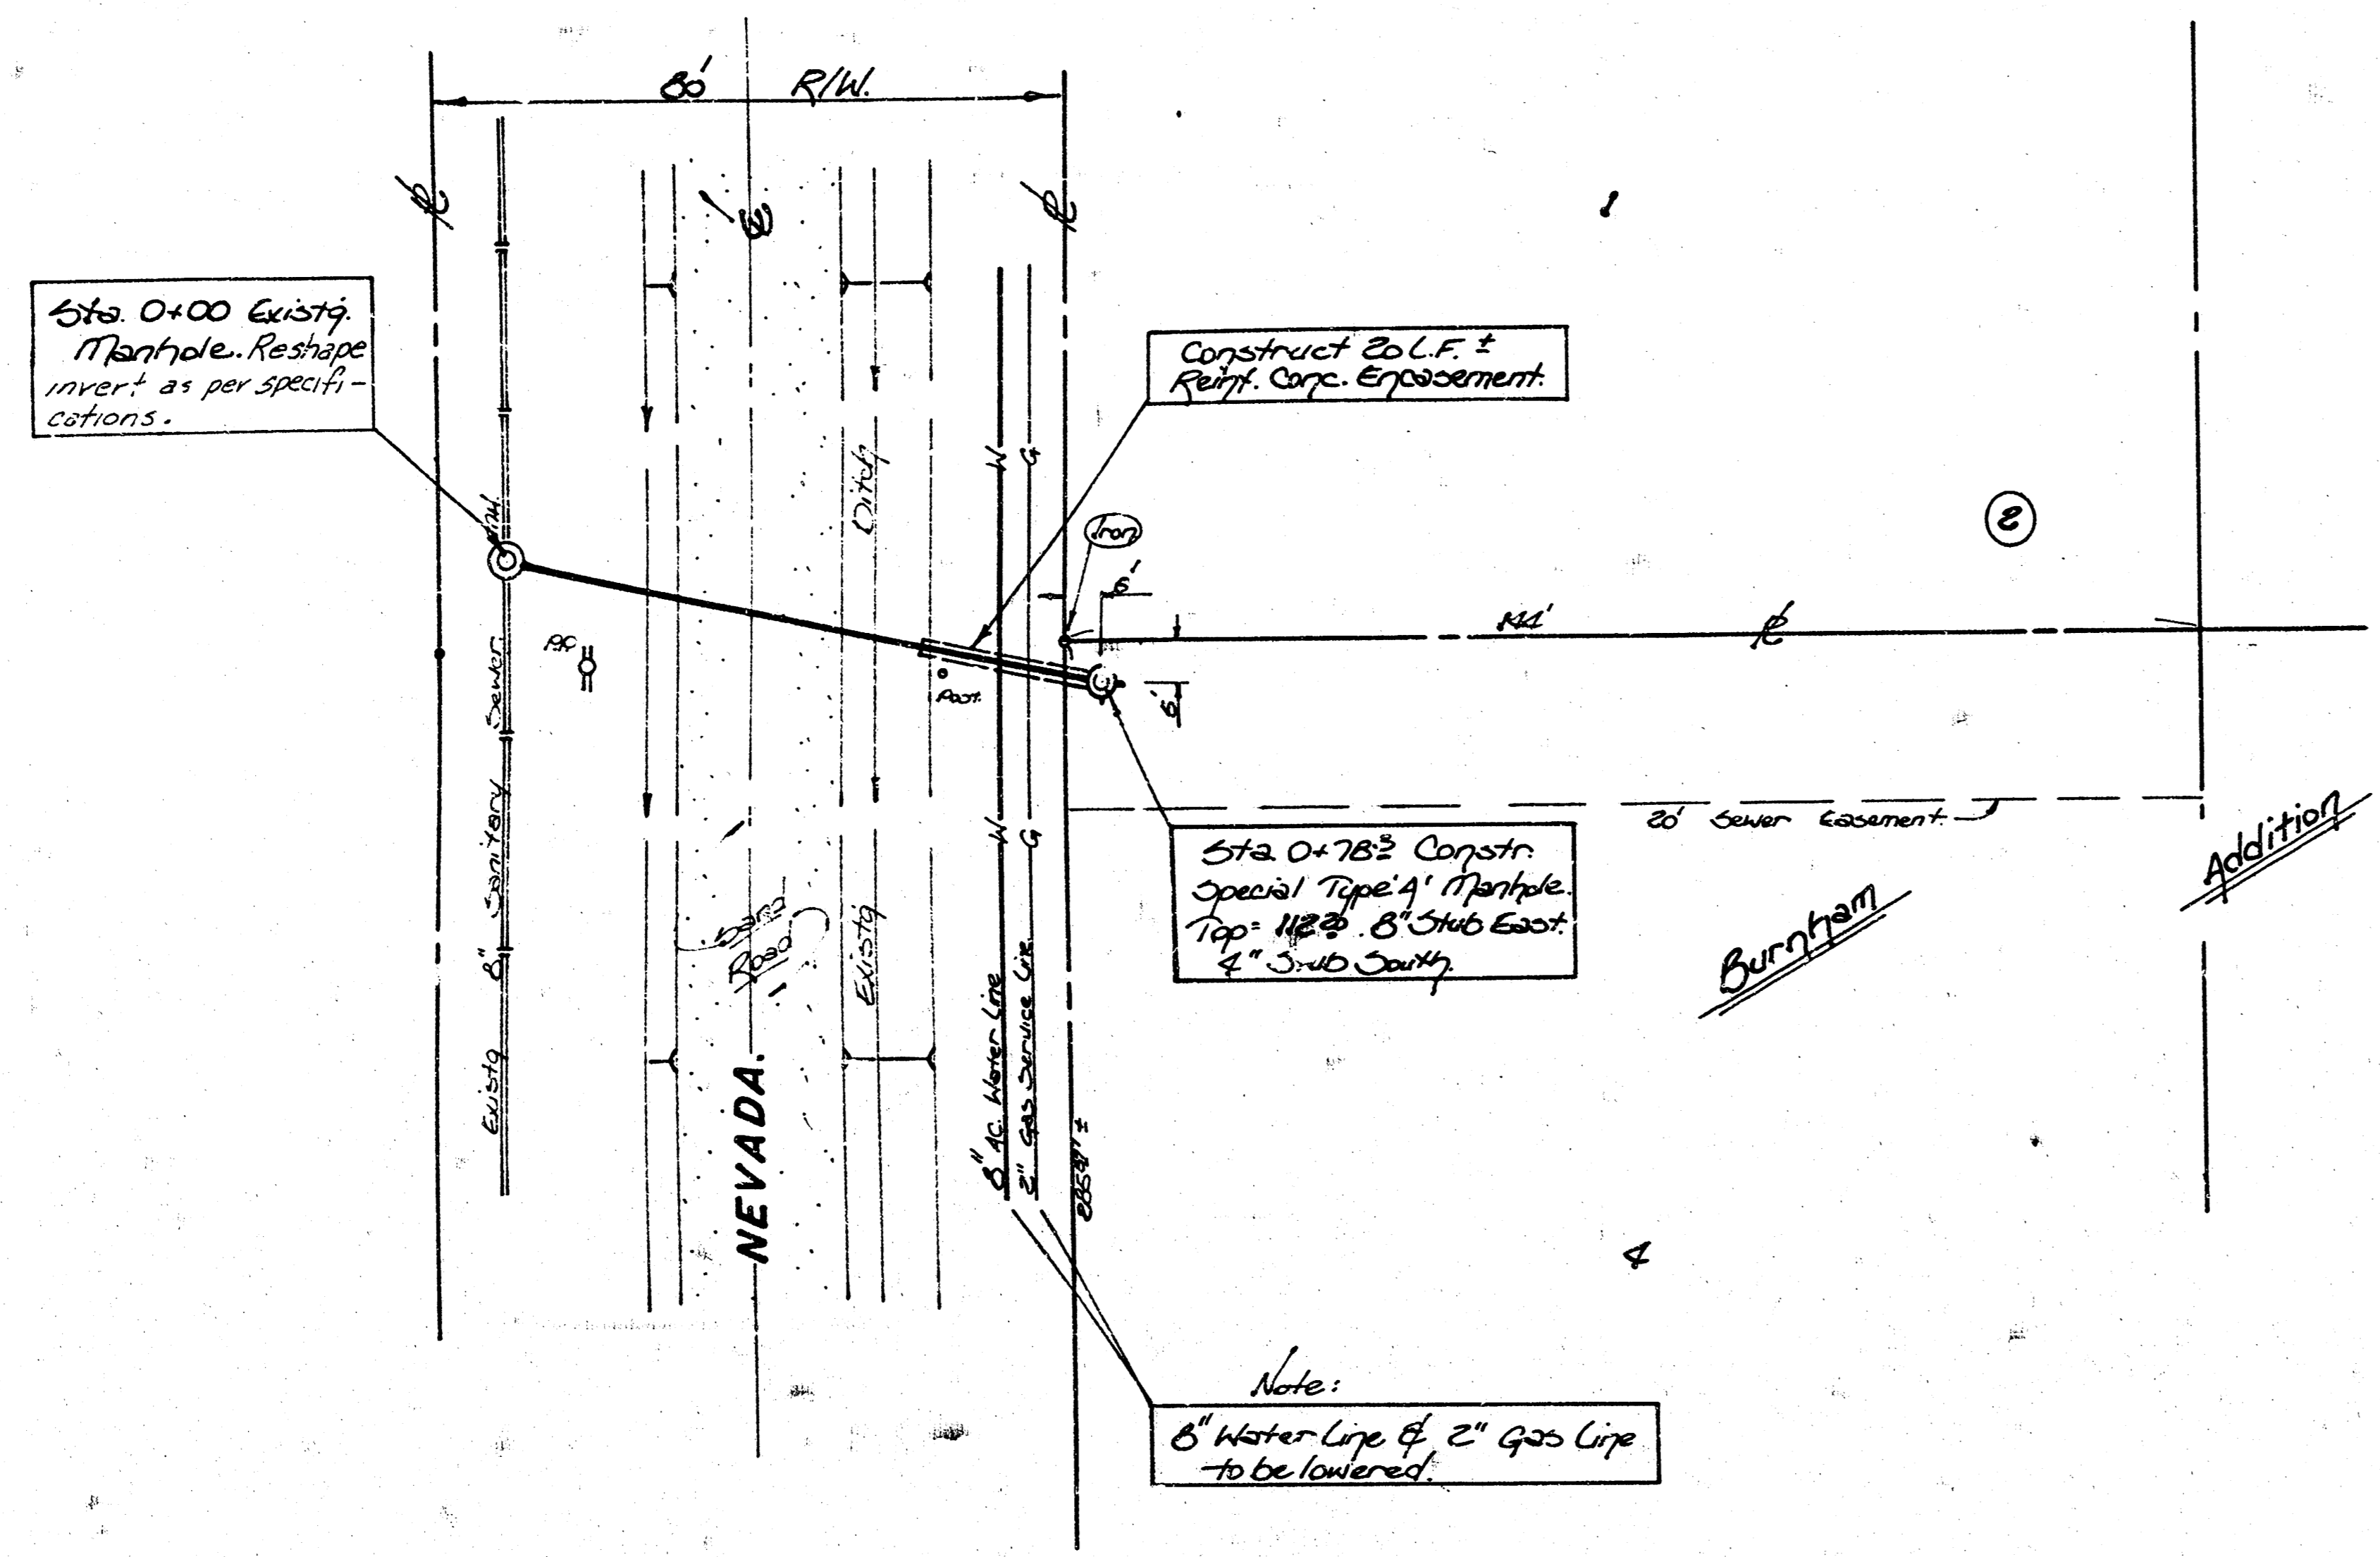 80' R/W.
Sta. 0+00 Existg.
Manhole. Reshape
invert as per specifi-
cations.
Construct 20 L.F. ±
Reinf. Conc. Encasement.
1
2
Iron
6'
144'
6'
M.H.
P.P.
Post.
Ditch
Existg
W
G
W
G
Existg 8" Sanitary Sewer
Sand
Road
NEVADA.
8" A.C. Water Line
2" Gas Service Line
20' Sewer Easement
Sta 0+78.3 Constr.
Special Type 'A' Manhole.
Top = 112.20. 8" Stub East.
4" Stub South.
Burnham
Addition
4
Note:
8" Water Line & 2" Gas Line
to be lowered.